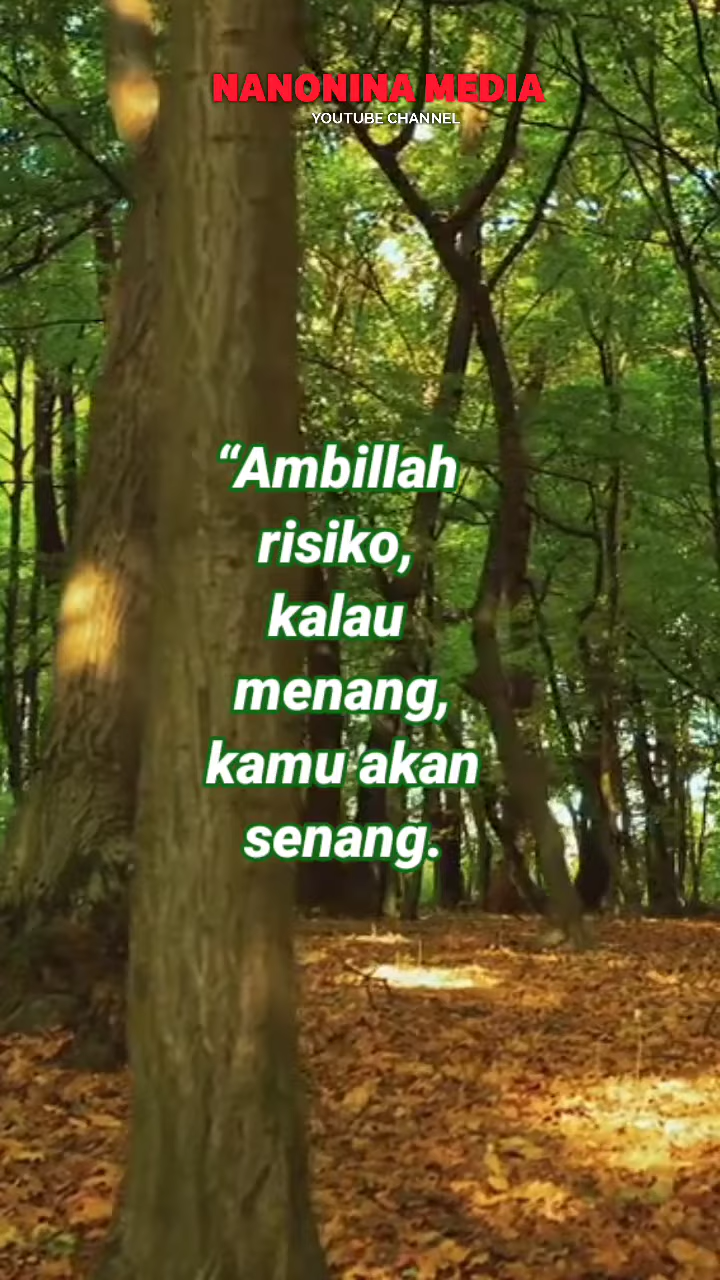 NANONINA MEDIA
YOUTUBE CHANNEL
“Ambillah
risiko,
kalau
menang,
kamu akan
senang.